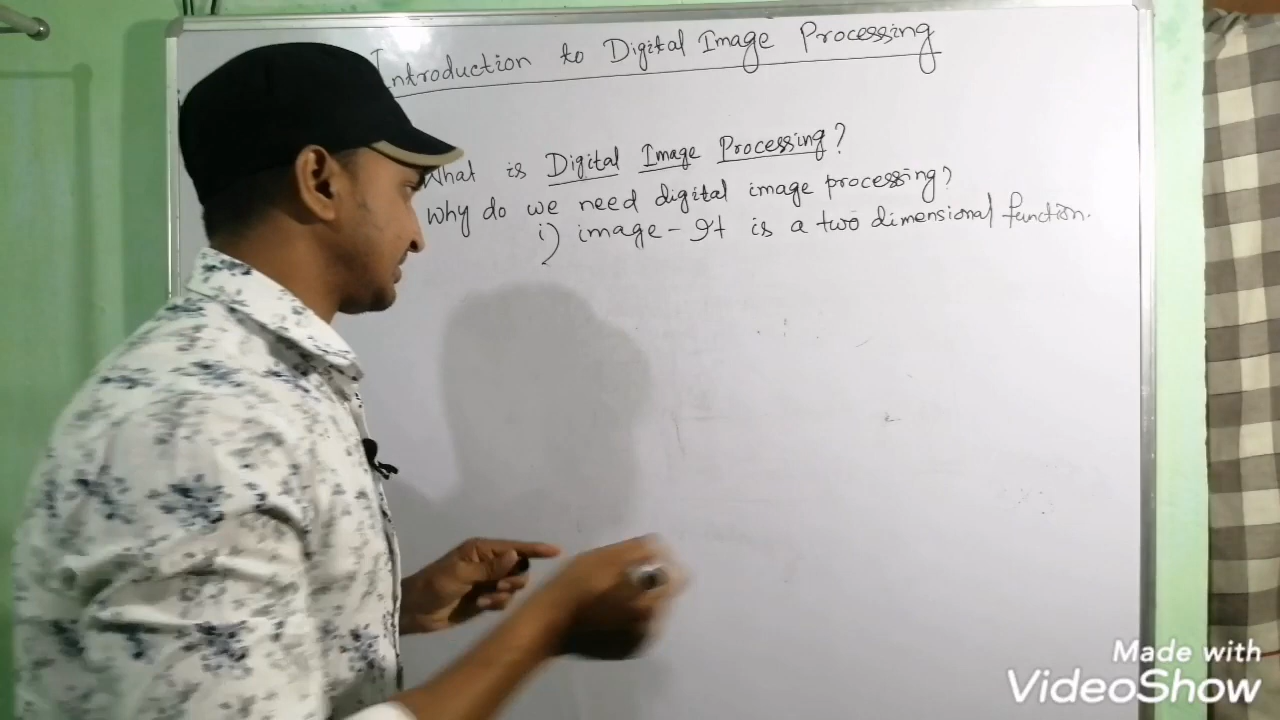 Introduction to Digital Image Processing
What is Digital Image Processing?
Why do we need digital image processing?
i) image - It is a two dimensional function.
Made with
VideoShow